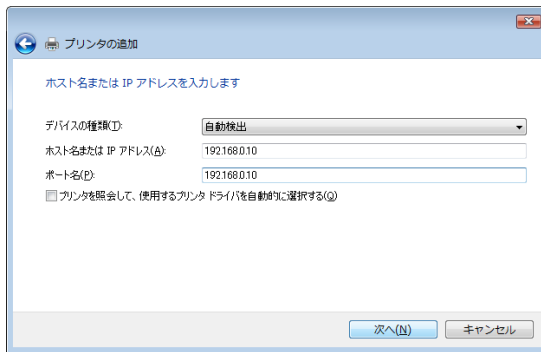 プリンタの追加
ホスト名または IP アドレスを入力します
デバイスの種類(T): 自動検出
ホスト名または IP アドレス(A): 192.168.0.10
ポート名(P): 192.168.0.10
プリンタを照会して、使用するプリンタ ドライバを自動的に選択する(Q)
次へ(N) キャンセル